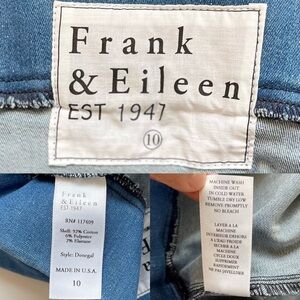 Frank
& Eileen
EST 1947
10
Frank
& Eileen
EST 1947
RN# 117609
Shell: 92% Cotton
6% Polyester
2% Elastane
Style: Donegal
MADE IN U.S.A.
10
MACHINE WASH
INSIDE OUT
IN COLD WATER
TUMBLE DRY LOW
REMOVE PROMPTLY
NO BLEACH
LAVER A LA
MACHINE
INTERIEUR DEHORS
A L'EAU FROIDE
SECHER A LA
MACHINE
CYCLE DOUX
SUPPRIMER
RAPIDEMENT
NE PAS